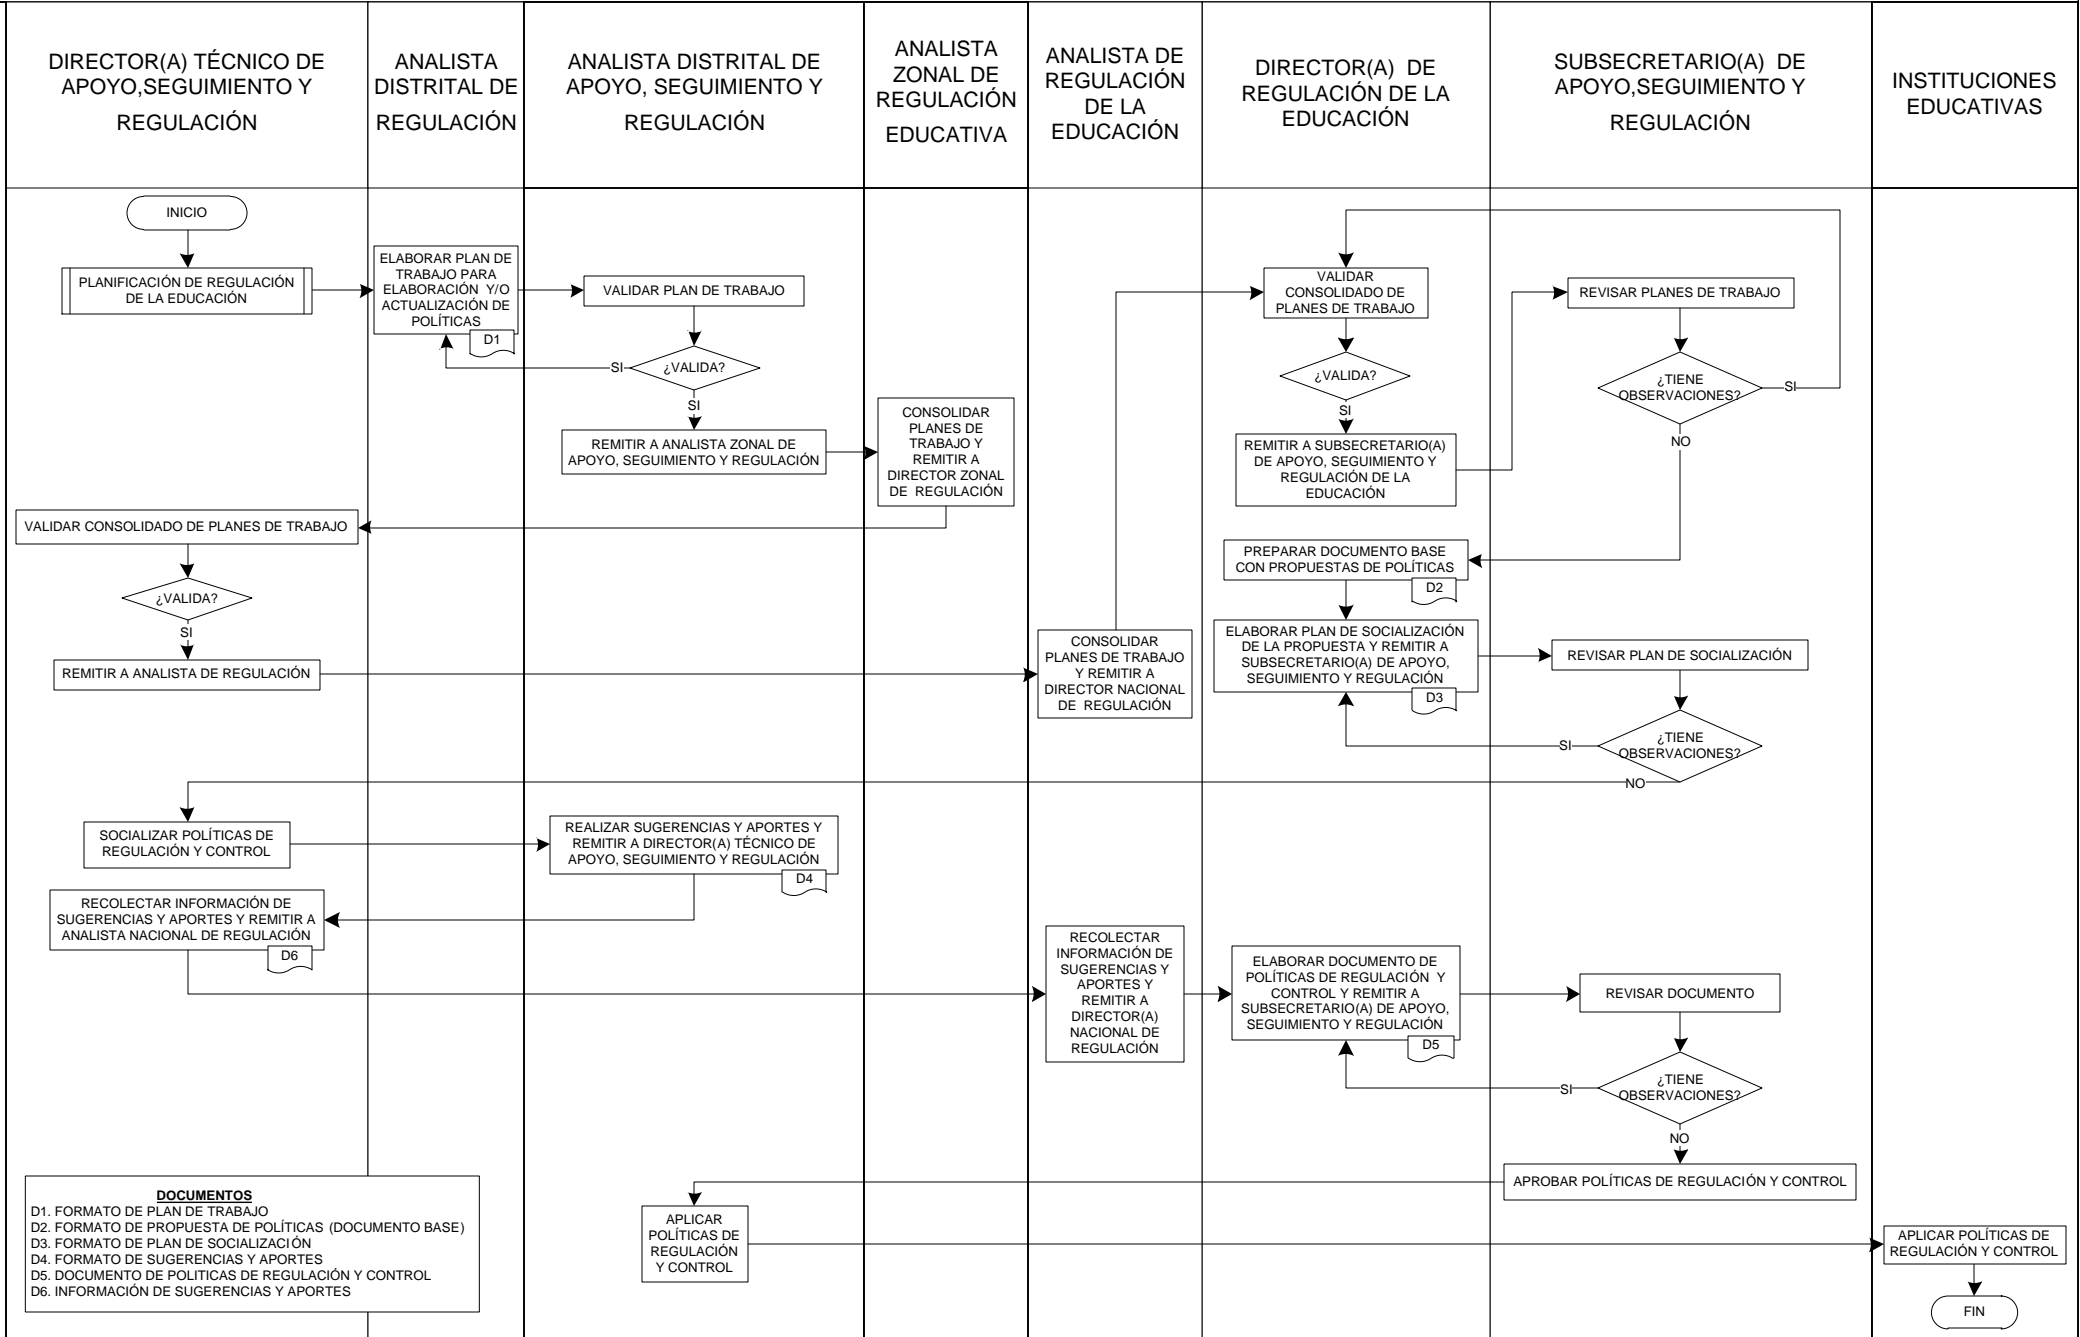 DIRECTOR(A) TÉCNICO DE
APOYO,SEGUIMIENTO Y
REGULACIÓN
ANALISTA
DISTRITAL DE
REGULACIÓN
ANALISTA DISTRITAL DE
APOYO, SEGUIMIENTO Y
REGULACIÓN
ANALISTA
ZONAL DE
REGULACIÓN
EDUCATIVA
ANALISTA DE
REGULACIÓN
DE LA
EDUCACIÓN
DIRECTOR(A) DE
REGULACIÓN DE LA
EDUCACIÓN
SUBSECRETARIO(A) DE
APOYO,SEGUIMIENTO Y
REGULACIÓN
INSTITUCIONES
EDUCATIVAS
INICIO
PLANIFICACIÓN DE REGULACIÓN
DE LA EDUCACIÓN
ELABORAR PLAN DE
TRABAJO PARA
ELABORACIÓN Y/O
ACTUALIZACIÓN DE
POLÍTICAS
D1
VALIDAR PLAN DE TRABAJO
¿VALIDA?
SI
SI
REMITIR A ANALISTA ZONAL DE
APOYO, SEGUIMIENTO Y REGULACIÓN
CONSOLIDAR
PLANES DE
TRABAJO Y
REMITIR A
DIRECTOR ZONAL
DE REGULACIÓN
VALIDAR CONSOLIDADO DE PLANES DE TRABAJO
¿VALIDA?
SI
REMITIR A ANALISTA DE REGULACIÓN
CONSOLIDAR
PLANES DE TRABAJO
Y REMITIR A
DIRECTOR NACIONAL
DE REGULACIÓN
VALIDAR
CONSOLIDADO DE
PLANES DE TRABAJO
¿VALIDA?
SI
REMITIR A SUBSECRETARIO(A)
DE APOYO, SEGUIMIENTO Y
REGULACIÓN DE LA
EDUCACIÓN
REVISAR PLANES DE TRABAJO
¿TIENE
OBSERVACIONES?
SI
NO
PREPARAR DOCUMENTO BASE
CON PROPUESTAS DE POLÍTICAS
D2
ELABORAR PLAN DE SOCIALIZACIÓN
DE LA PROPUESTA Y REMITIR A
SUBSECRETARIO(A) DE APOYO,
SEGUIMIENTO Y REGULACIÓN
D3
REVISAR PLAN DE SOCIALIZACIÓN
¿TIENE
OBSERVACIONES?
SI
NO
SOCIALIZAR POLÍTICAS DE
REGULACIÓN Y CONTROL
REALIZAR SUGERENCIAS Y APORTES Y
REMITIR A DIRECTOR(A) TÉCNICO DE
APOYO, SEGUIMIENTO Y REGULACIÓN
D4
RECOLECTAR INFORMACIÓN DE
SUGERENCIAS Y APORTES Y REMITIR A
ANALISTA NACIONAL DE REGULACIÓN
D6
RECOLECTAR
INFORMACIÓN DE
SUGERENCIAS Y
APORTES Y
REMITIR A
DIRECTOR(A)
NACIONAL DE
REGULACIÓN
ELABORAR DOCUMENTO DE
POLÍTICAS DE REGULACIÓN Y
CONTROL Y REMITIR A
SUBSECRETARIO(A) DE APOYO,
SEGUIMIENTO Y REGULACIÓN
D5
REVISAR DOCUMENTO
¿TIENE
OBSERVACIONES?
SI
NO
APROBAR POLÍTICAS DE REGULACIÓN Y CONTROL
APLICAR
POLÍTICAS DE
REGULACIÓN
Y CONTROL
APLICAR POLÍTICAS DE
REGULACIÓN Y CONTROL
FIN
DOCUMENTOS
D1. FORMATO DE PLAN DE TRABAJO
D2. FORMATO DE PROPUESTA DE POLÍTICAS (DOCUMENTO BASE)
D3. FORMATO DE PLAN DE SOCIALIZACIÓN
D4. FORMATO DE SUGERENCIAS Y APORTES
D5. DOCUMENTO DE POLITICAS DE REGULACIÓN Y CONTROL
D6. INFORMACIÓN DE SUGERENCIAS Y APORTES